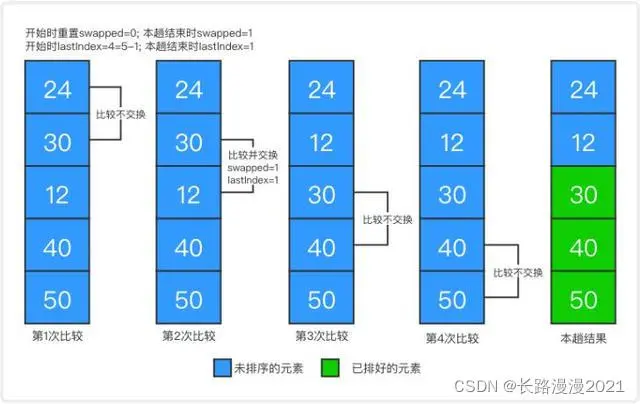 开始时重置swapped=0; 本趟结束时swapped=1
开始时lastIndex=4=5-1; 本趟结束时lastIndex=1
24 24 24 24 24
比较不交换
30 30 12 12 12
比较并交换
swapped=1
lastIndex=1
12 12 30 30 30
比较不交换
40 40 40 40 40
比较不交换
50 50 50 50 50
第1次比较 第2次比较 第3次比较 第4次比较 本趟结果
未排序的元素 已排好的元素
CSDN @长路漫漫2021